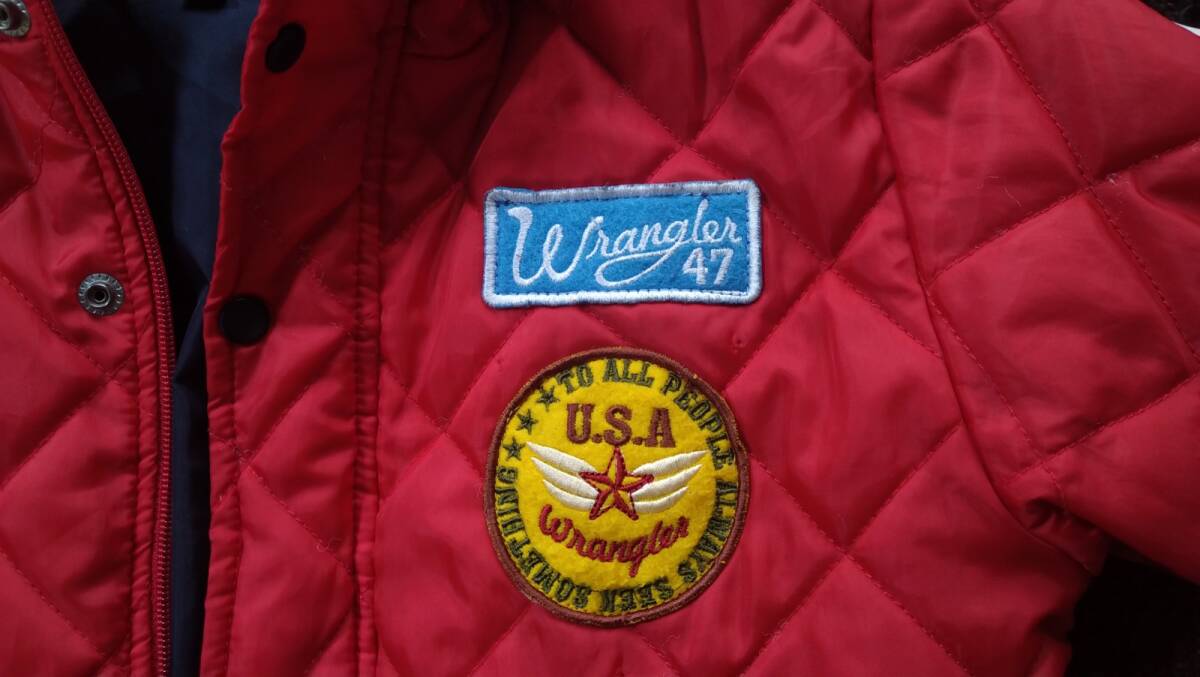 Wrangler
47
TO ALL PEOPLE ALWAYS SEEK SOMETHING
U.S.A
Wrangler